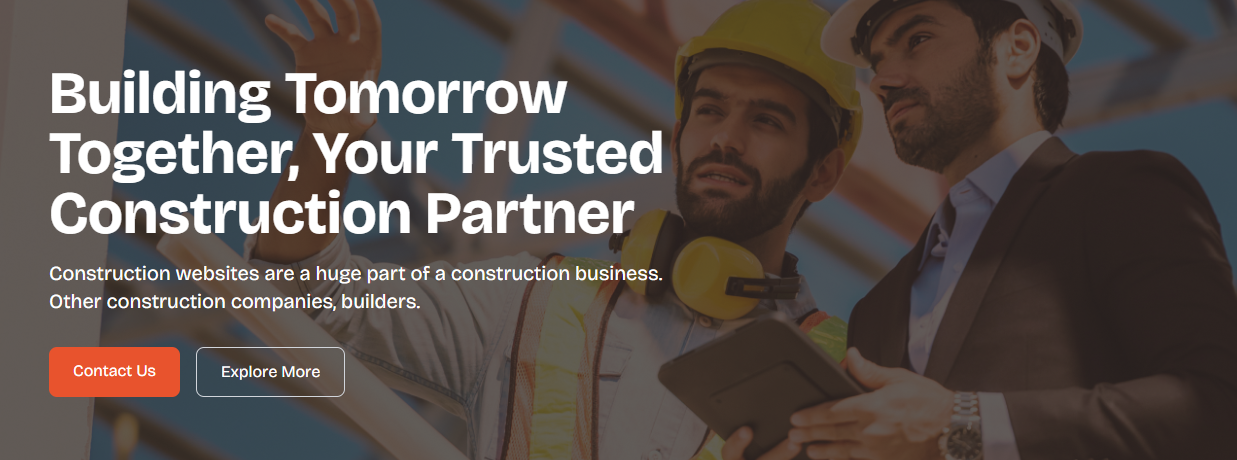 Building Tomorrow
Together, Your Trusted
Construction Partner
Construction websites are a huge part of a construction business.
Other construction companies, builders.
Contact Us
Explore More